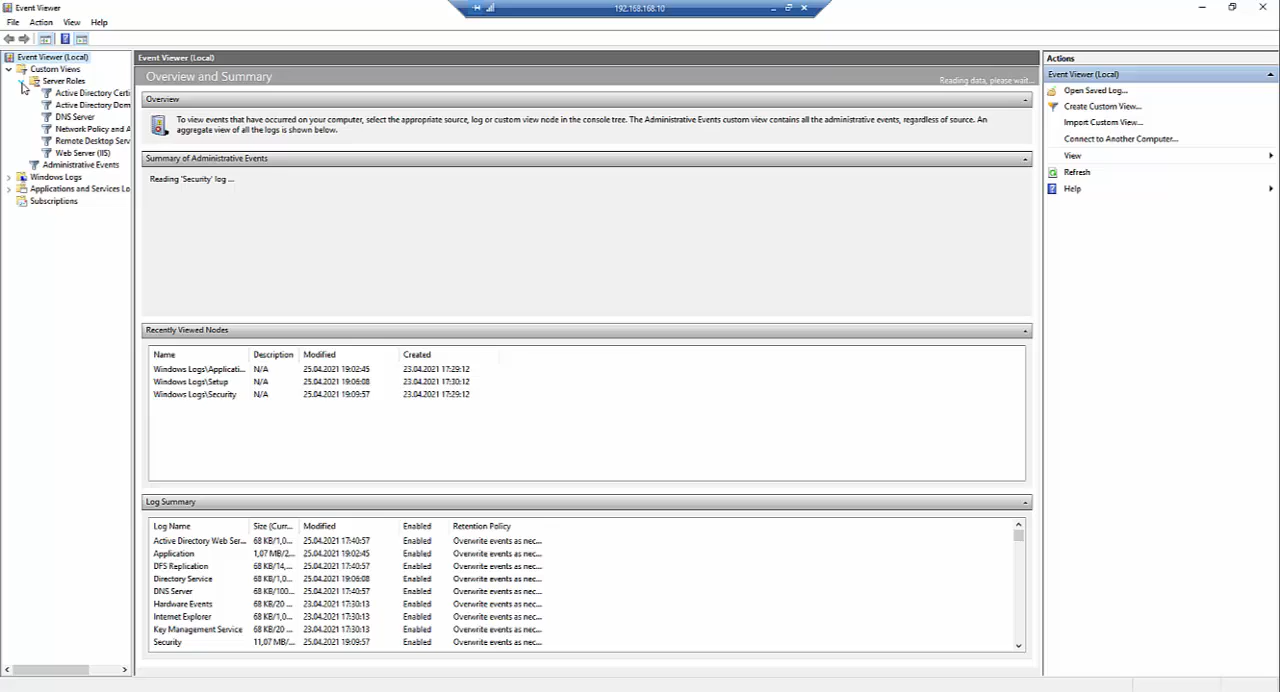 Event Viewer
192.168.168.10
File Action View Help
Event Viewer (Local)
Custom Views
Server Roles
Active Directory Certi
Active Directory Dom
DNS Server
Network Policy and A
Remote Desktop Serv
Web Server (IIS)
Administrative Events
Windows Logs
Applications and Services Lo
Subscriptions
Event Viewer (Local)
Overview and Summary
Reading data, please wait...
Overview
To view events that have occurred on your computer, select the appropriate source, log or custom view node in the console tree. The Administrative Events custom view contains all the administrative events, regardless of source. An
aggregate view of all the logs is shown below.
Summary of Administrative Events
Reading 'Security' log ...
Recently Viewed Nodes
Name Description Modified Created
Windows Logs\Applicati... N/A 25.04.2021 19:02:45 23.04.2021 17:29:12
Windows Logs\Setup N/A 25.04.2021 19:06:08 23.04.2021 17:30:12
Windows Logs\Security N/A 25.04.2021 19:09:57 23.04.2021 17:29:12
Log Summary
Log Name Size (Curr... Modified Enabled Retention Policy
Active Directory Web Ser... 68 KB/1,0... 25.04.2021 17:40:57 Enabled Overwrite events as nec...
Application 1,07 MB/2... 25.04.2021 19:02:45 Enabled Overwrite events as nec...
DFS Replication 68 KB/14,... 25.04.2021 17:40:57 Enabled Overwrite events as nec...
Directory Service 68 KB/1,0... 25.04.2021 19:06:08 Enabled Overwrite events as nec...
DNS Server 68 KB/100... 25.04.2021 17:40:57 Enabled Overwrite events as nec...
Hardware Events 68 KB/20 ... 23.04.2021 17:30:13 Enabled Overwrite events as nec...
Internet Explorer 68 KB/1,0... 23.04.2021 17:30:13 Enabled Overwrite events as nec...
Key Management Service 68 KB/20 ... 23.04.2021 17:30:13 Enabled Overwrite events as nec...
Security 11,07 MB/... 25.04.2021 19:09:57 Enabled Overwrite events as nec...
Actions
Event Viewer (Local)
Open Saved Log...
Create Custom View...
Import Custom View...
Connect to Another Computer...
View
Refresh
Help